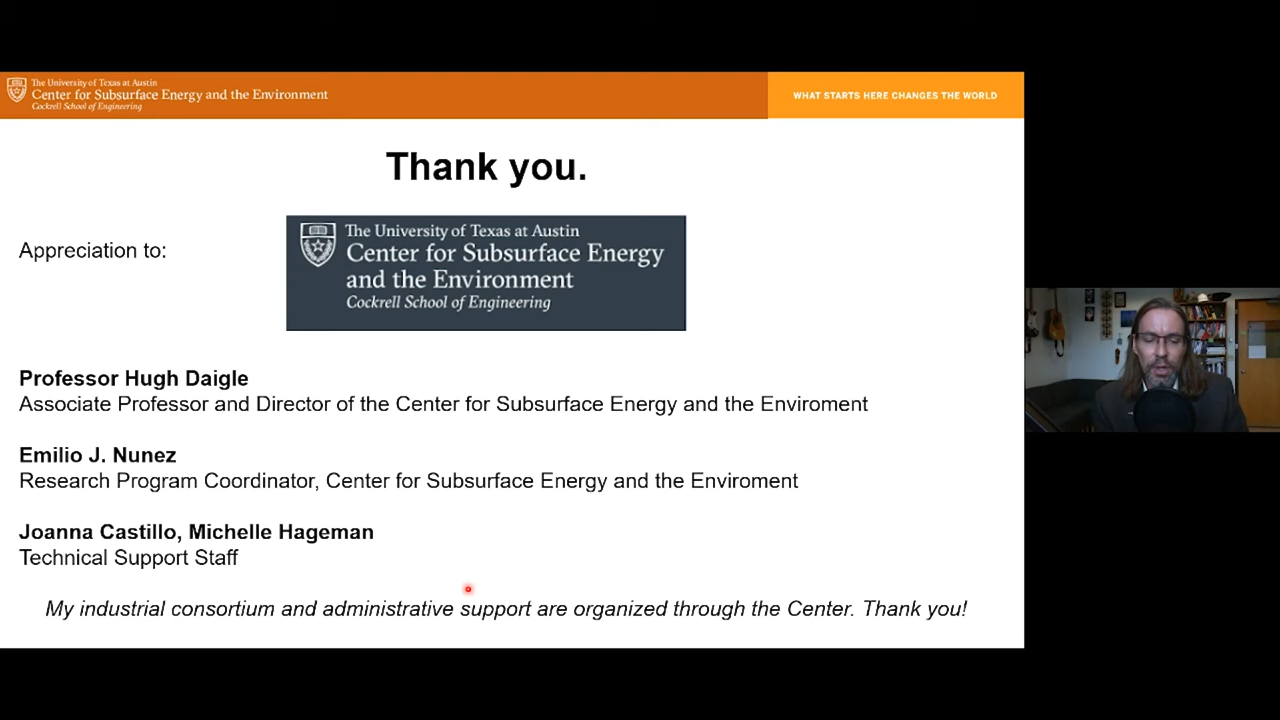 The University of Texas at Austin
Center for Subsurface Energy and the Environment
Cockrell School of Engineering
WHAT STARTS HERE CHANGES THE WORLD
Thank you.
Appreciation to:
The University of Texas at Austin
Center for Subsurface Energy
and the Environment
Cockrell School of Engineering
Professor Hugh Daigle
Associate Professor and Director of the Center for Subsurface Energy and the Enviroment
Emilio J. Nunez
Research Program Coordinator, Center for Subsurface Energy and the Enviroment
Joanna Castillo, Michelle Hageman
Technical Support Staff
My industrial consortium and administrative support are organized through the Center. Thank you!